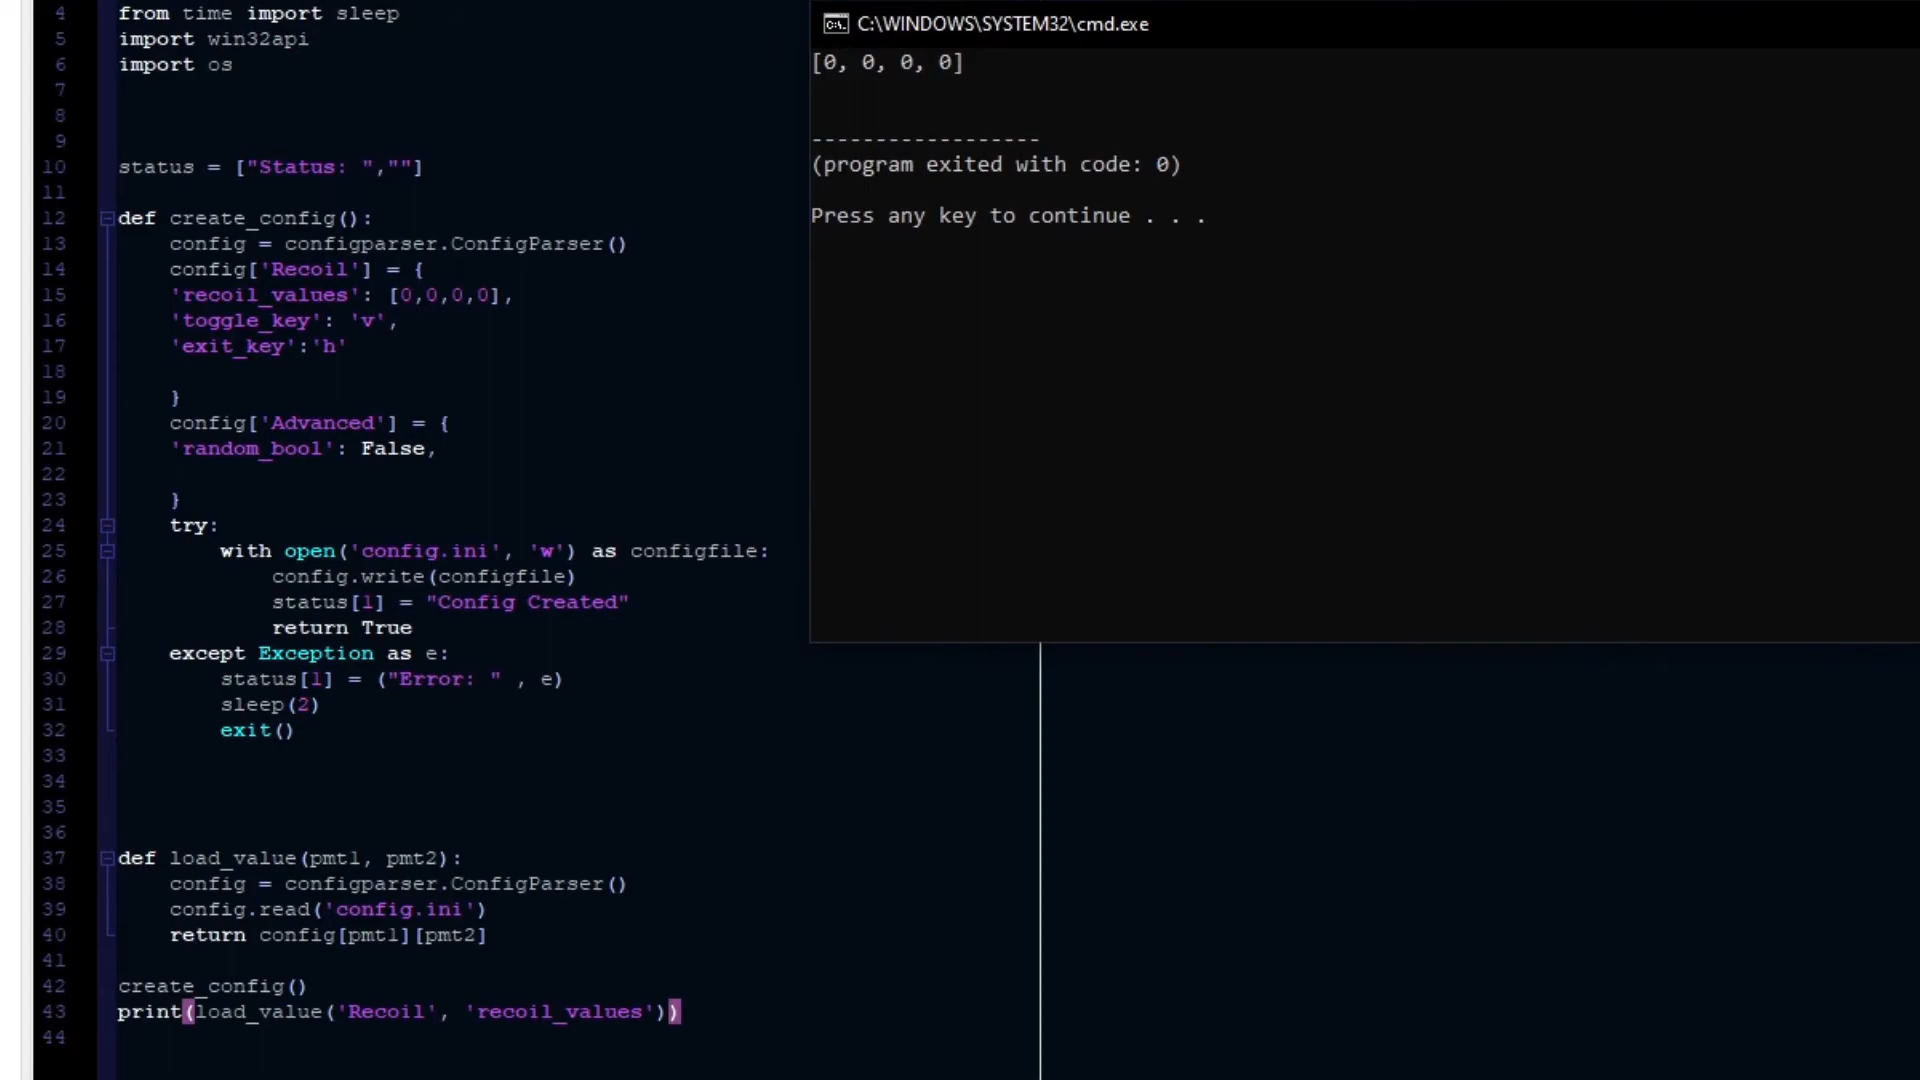 4 from time import sleep
5 import win32api
6 import os
7
8
9
10 status = ["Status: ",""]
11
12 def create_config():
13 config = configparser.ConfigParser()
14 config['Recoil'] = {
15 'recoil_values': [0,0,0,0],
16 'toggle_key': 'v',
17 'exit_key':'h'
18
19 }
20 config['Advanced'] = {
21 'random_bool': False,
22
23 }
24 try:
25 with open('config.ini', 'w') as configfile:
26 config.write(configfile)
27 status[1] = "Config Created"
28 return True
29 except Exception as e:
30 status[1] = ("Error: " , e)
31 sleep(2)
32 exit()
33
34
35
36
37 def load_value(pmt1, pmt2):
38 config = configparser.ConfigParser()
39 config.read('config.ini')
40 return config[pmt1][pmt2]
41
42 create_config()
43 print(load_value('Recoil', 'recoil_values'))
44
C:\WINDOWS\SYSTEM32\cmd.exe
[0, 0, 0, 0]
------------------
(program exited with code: 0)
Press any key to continue . . .